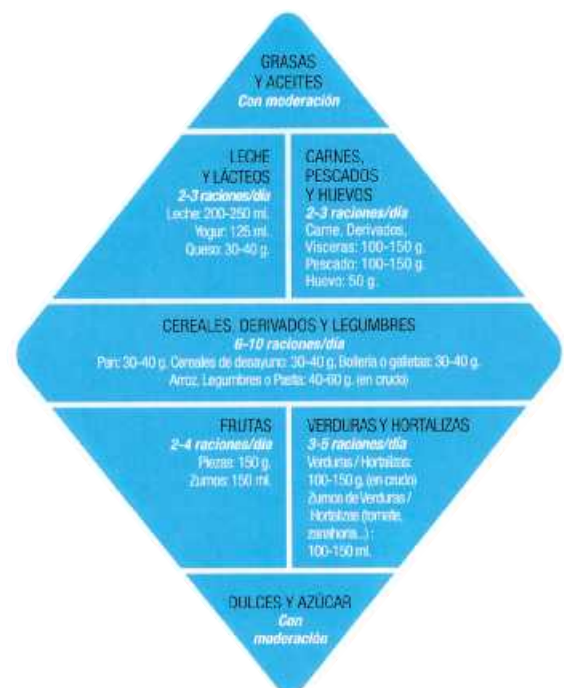 GRASAS
Y ACEITES
Con moderación
LECHE
Y LÁCTEOS
2-3 raciones/día
Leche: 200-250 ml.
Yogur: 125 ml.
Queso: 30-40 g.
CARNES,
PESCADOS
Y HUEVOS
2-3 raciones/día
Carne, Derivados,
Vísceras: 100-150 g.
Pescado: 100-150 g.
Huevo: 50 g.
CEREALES, DERIVADOS Y LEGUMBRES
6-10 raciones/día
Pan: 30-40 g, Cereales de desayuno: 30-40 g, Bollería o galletas: 30-40 g.
Arroz, Legumbres o Pasta: 40-60 g. (en crudo)
FRUTAS
2-4 raciones/día
Piezas: 150 g.
Zumos: 150 ml.
VERDURAS Y HORTALIZAS
3-5 raciones/día
Verduras / Hortalizas:
100-150 g. (en crudo)
Zumos de Verduras /
Hortalizas (tomate,
zanahoria...) :
100-150 ml.
DULCES Y AZÚCAR
Con
moderación